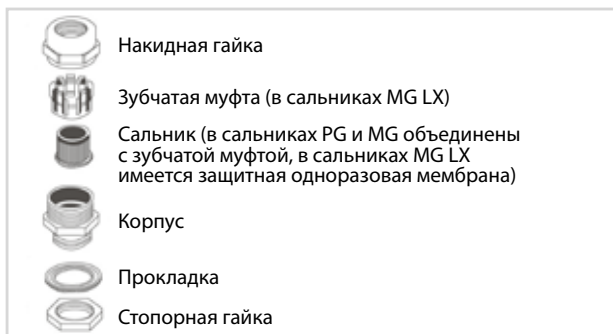 Накидная гайка
Зубчатая муфта (в сальниках MG LX)
Сальник (в сальниках PG и MG объединены
с зубчатой муфтой, в сальниках MG LX
имеется защитная одноразовая мембрана)
Корпус
Прокладка
Стопорная гайка